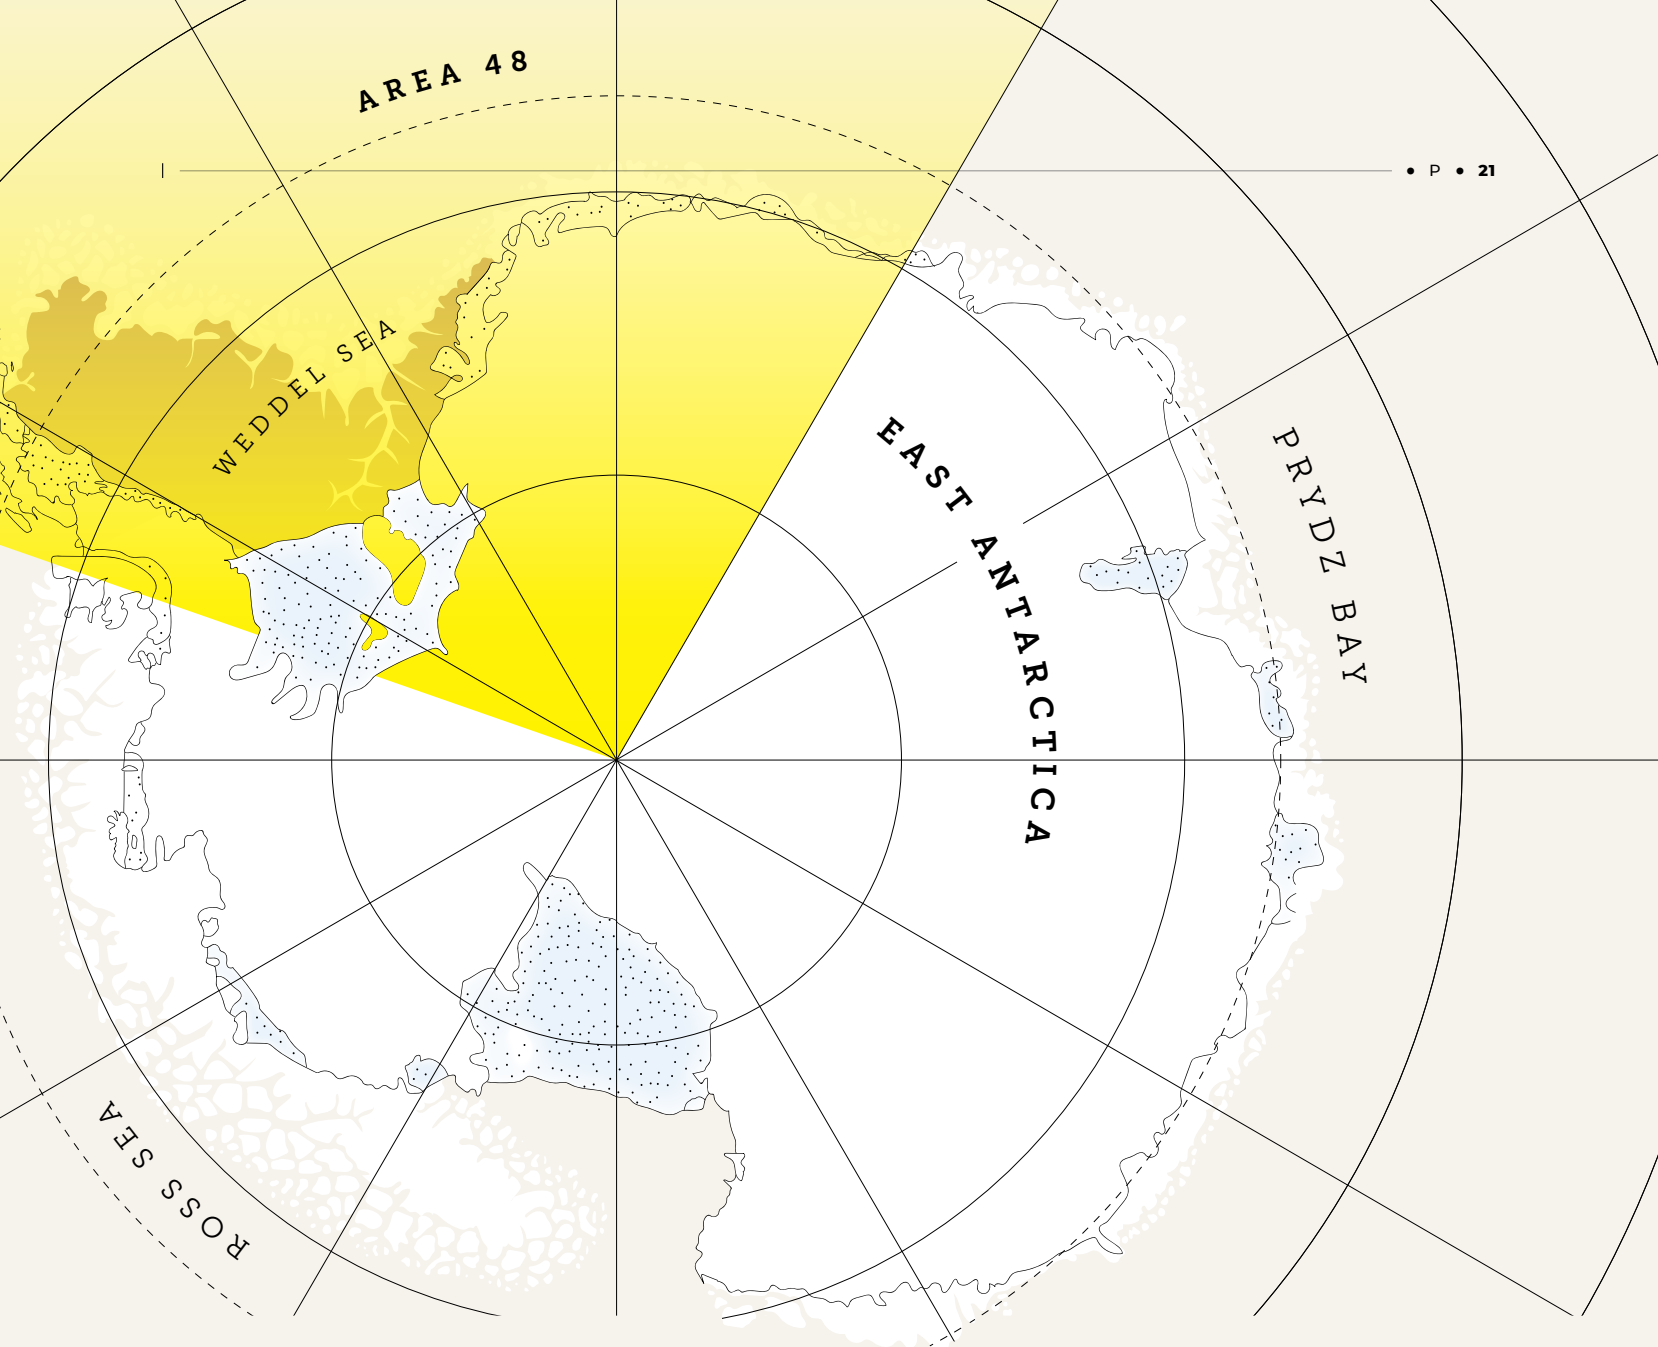 AREA 48
P 21
WEDDEL SEA
EAST ANTARCTICA
PRYDZ BAY
ROSS SEA